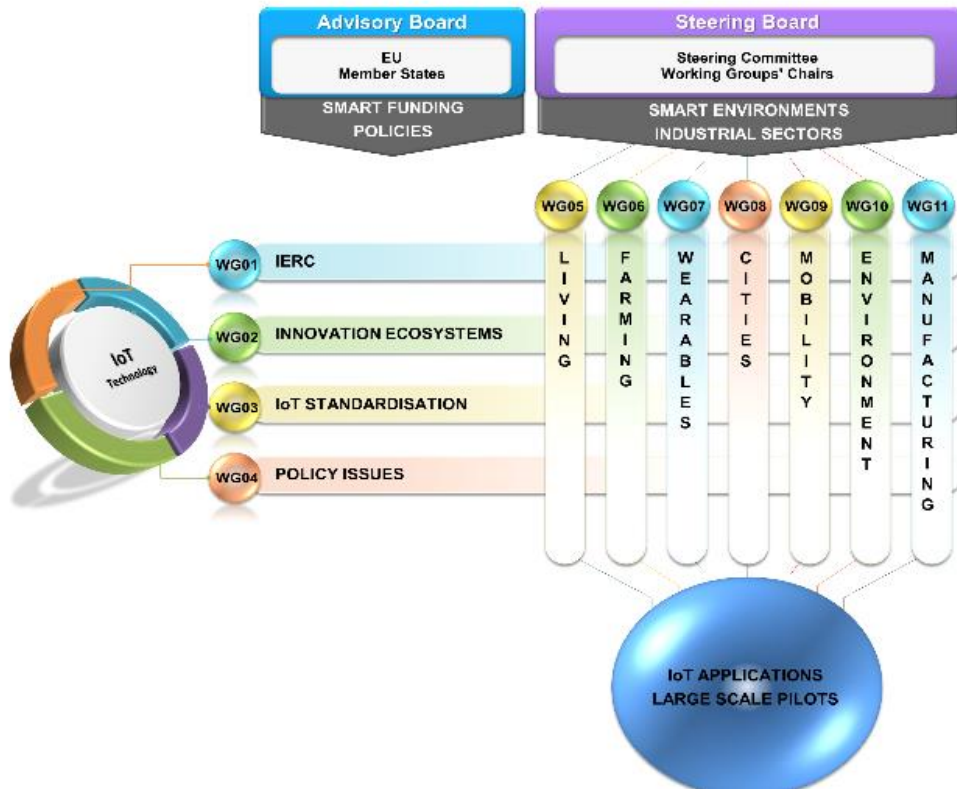 Advisory Board
EU
Member States
SMART FUNDING
POLICIES
Steering Board
Steering Committee
Working Groups' Chairs
SMART ENVIRONMENTS
INDUSTRIAL SECTORS
WG05
WG06
WG07
WG08
WG09
WG10
WG11
LIVING
FARMING
WEARABLES
CITIES
MOBILITY
ENVIRONMENT
MANUFACTURING
IoT
Technology
WG01
IERC
WG02
INNOVATION ECOSYSTEMS
WG03
IoT STANDARDISATION
WG04
POLICY ISSUES
IoT APPLICATIONS
LARGE SCALE PILOTS